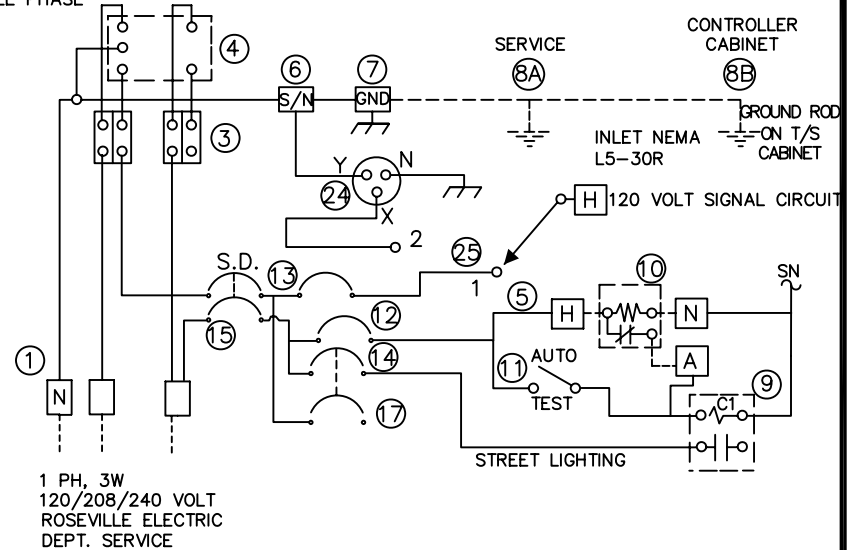 PHASE
4
CONTROLLER
CABINET
SERVICE
6
7
8A
8B
S/N
GND
GROUND ROD
ON T/S
CABINET
3
INLET NEMA
L5-30R
Y
N
24
X
H
120 VOLT SIGNAL CIRCUIT
2
25
1
S.D.
13
10
SN
5
H
N
12
15
1
14
11
AUTO
TEST
A
9
C1
N
17
STREET LIGHTING
1 PH, 3W
120/208/240 VOLT
ROSEVILLE ELECTRIC
DEPT. SERVICE